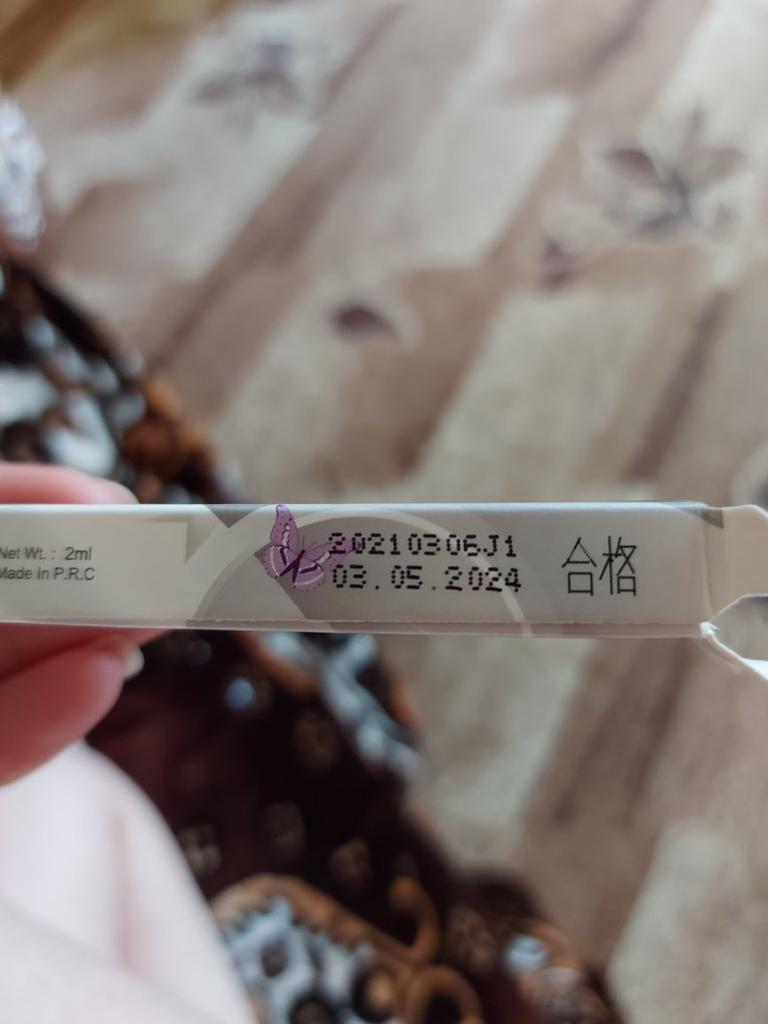 Net Wt. : 2ml
Made In P.R.C
20210306J1
03.05.2024
合格